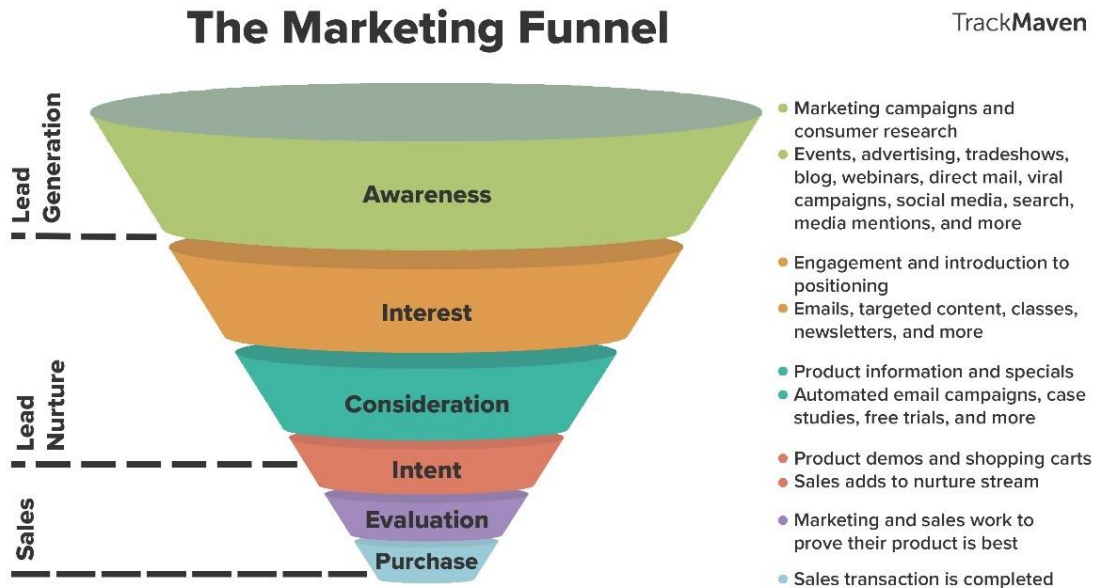 The Marketing Funnel
TrackMaven
Lead
Generation
Awareness
Marketing campaigns and
consumer research
Events, advertising, tradeshows,
blog, webinars, direct mail, viral
campaigns, social media, search,
media mentions, and more
Interest
Engagement and introduction to
positioning
Emails, targeted content, classes,
newsletters, and more
Lead
Nurture
Consideration
Product information and specials
Automated email campaigns, case
studies, free trials, and more
Intent
Product demos and shopping carts
Sales adds to nurture stream
Sales
Evaluation
Marketing and sales work to
prove their product is best
Purchase
Sales transaction is completed